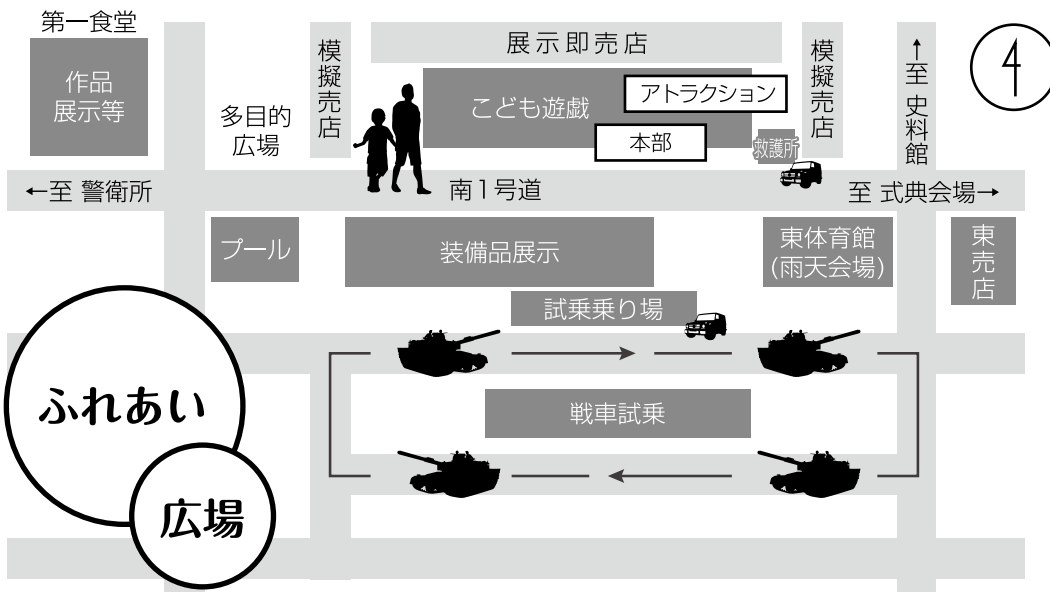 第一食堂
作品
展示等
多目的
広場
模擬売店
展示即売店
こども遊戯
アトラクション
本部
救護所
模擬売店
↑至 史料館
←至 警衛所
南1号道
至 式典会場→
プール
装備品展示
東体育館
(雨天会場)
東売店
試乗乗り場
戦車試乗
ふれあい
広場